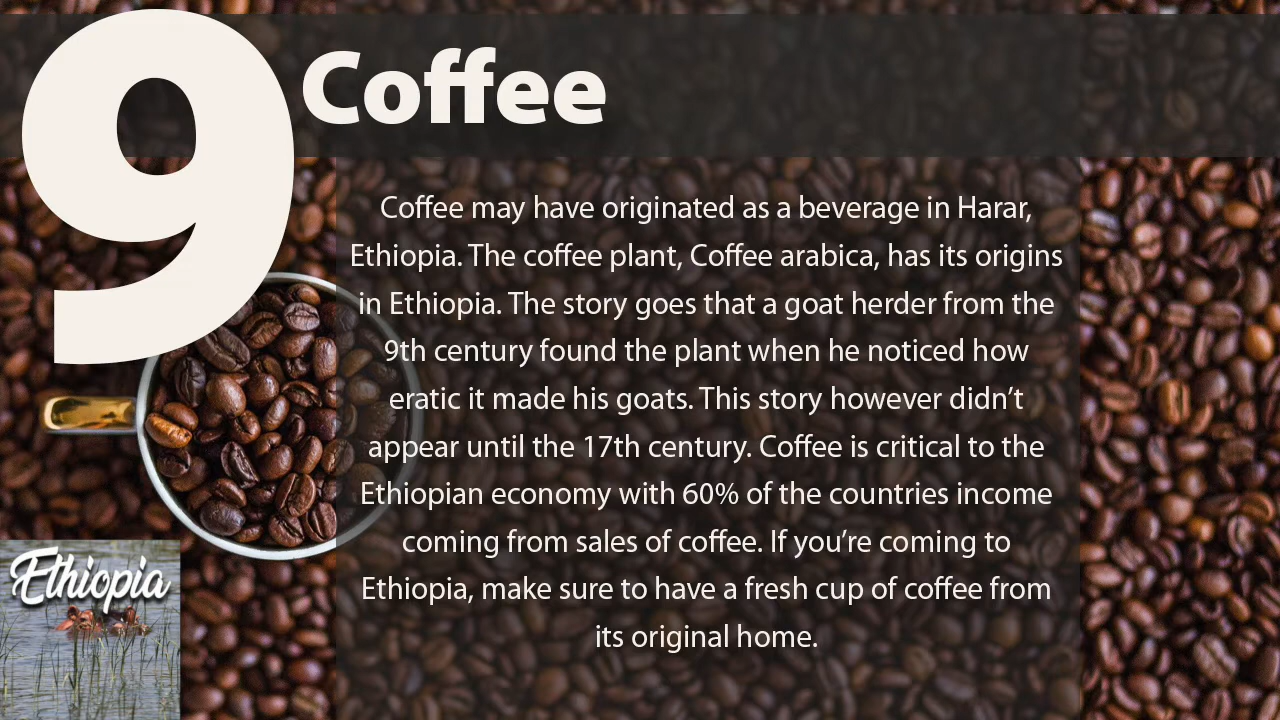 9 Coffee
Coffee may have originated as a beverage in Harar,
Ethiopia. The coffee plant, Coffee arabica, has its origins
in Ethiopia. The story goes that a goat herder from the
9th century found the plant when he noticed how
eratic it made his goats. This story however didn’t
appear until the 17th century. Coffee is critical to the
Ethiopian economy with 60% of the countries income
coming from sales of coffee. If you’re coming to
Ethiopia, make sure to have a fresh cup of coffee from
its original home.
Ethiopia